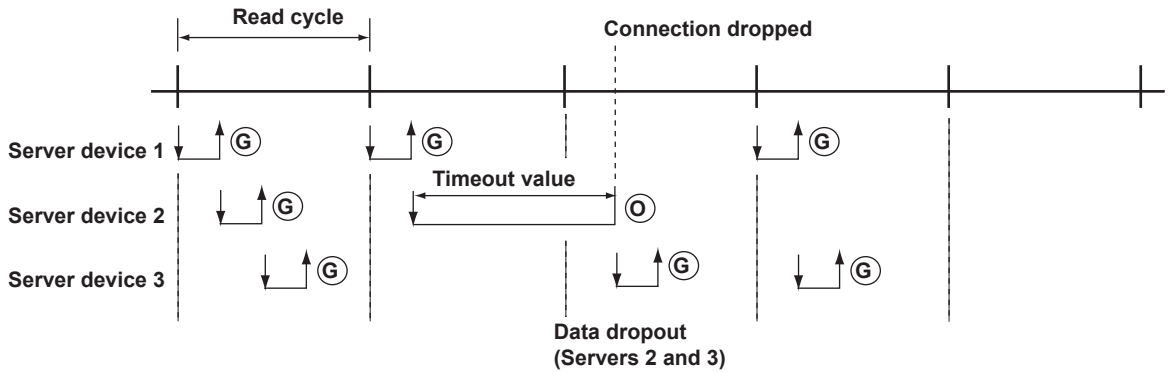 Read cycle
Connection dropped
Server device 1
G
G
G
Timeout value
Server device 2
G
O
Server device 3
G
G
G
Data dropout
(Servers 2 and 3)